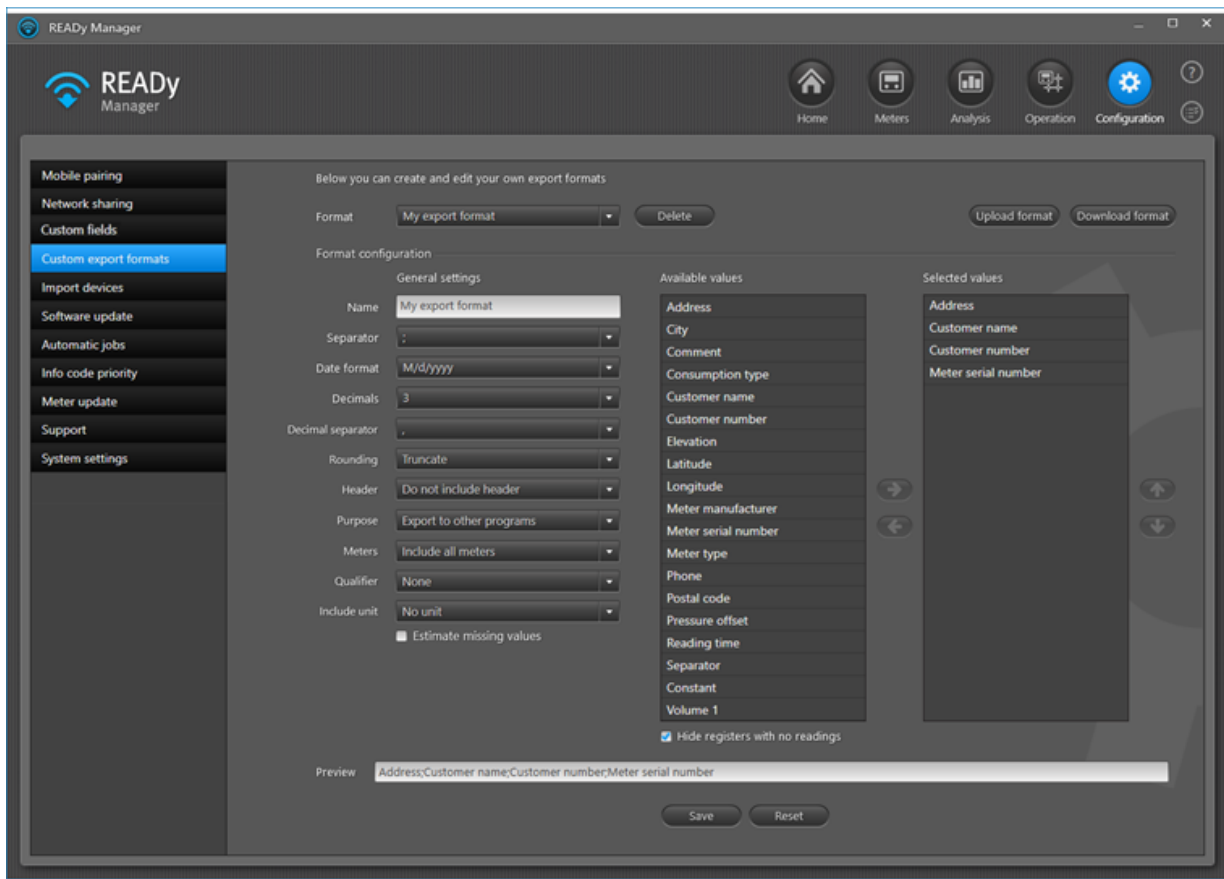 READy Manager
READy
Manager
Home
Meters
Analysis
Operation
Configuration
Mobile pairing
Network sharing
Custom fields
Custom export formats
Import devices
Software update
Automatic jobs
Info code priority
Meter update
Support
System settings
Below you can create and edit your own export formats
Format My export format Delete Upload format Download format
Format configuration
General settings
Name My export format
Separator ;
Date format M/d/yyyy
Decimals 3
Decimal separator ,
Rounding Truncate
Header Do not include header
Purpose Export to other programs
Meters Include all meters
Qualifier None
Include unit No unit
Estimate missing values
Available values
Address
City
Comment
Consumption type
Customer name
Customer number
Elevation
Latitude
Longitude
Meter manufacturer
Meter serial number
Meter type
Phone
Postal code
Pressure offset
Reading time
Separator
Constant
Volume 1
Hide registers with no readings
Selected values
Address
Customer name
Customer number
Meter serial number
Preview Address;Customer name;Customer number;Meter serial number
Save Reset